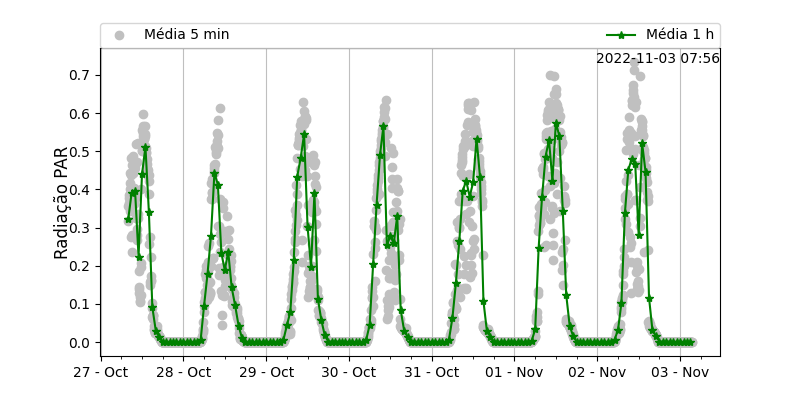 Média 5 min
Média 1 h
2022-11-03 07:56
Radiação PAR
0.7
0.6
0.5
0.4
0.3
0.2
0.1
0.0
27 - Oct
28 - Oct
29 - Oct
30 - Oct
31 - Oct
01 - Nov
02 - Nov
03 - Nov